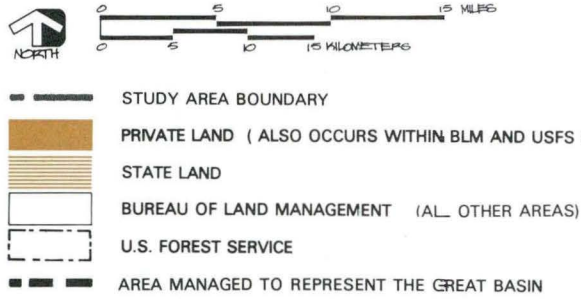 0 5 10 15 MILES
NORTH 0 5 10 15 KILOMETERS
STUDY AREA BOUNDARY
PRIVATE LAND ( ALSO OCCURS WITHIN BLM AND USFS
STATE LAND
BUREAU OF LAND MANAGEMENT (AL OTHER AREAS)
U.S. FOREST SERVICE
AREA MANAGED TO REPRESENT THE GREAT BASIN